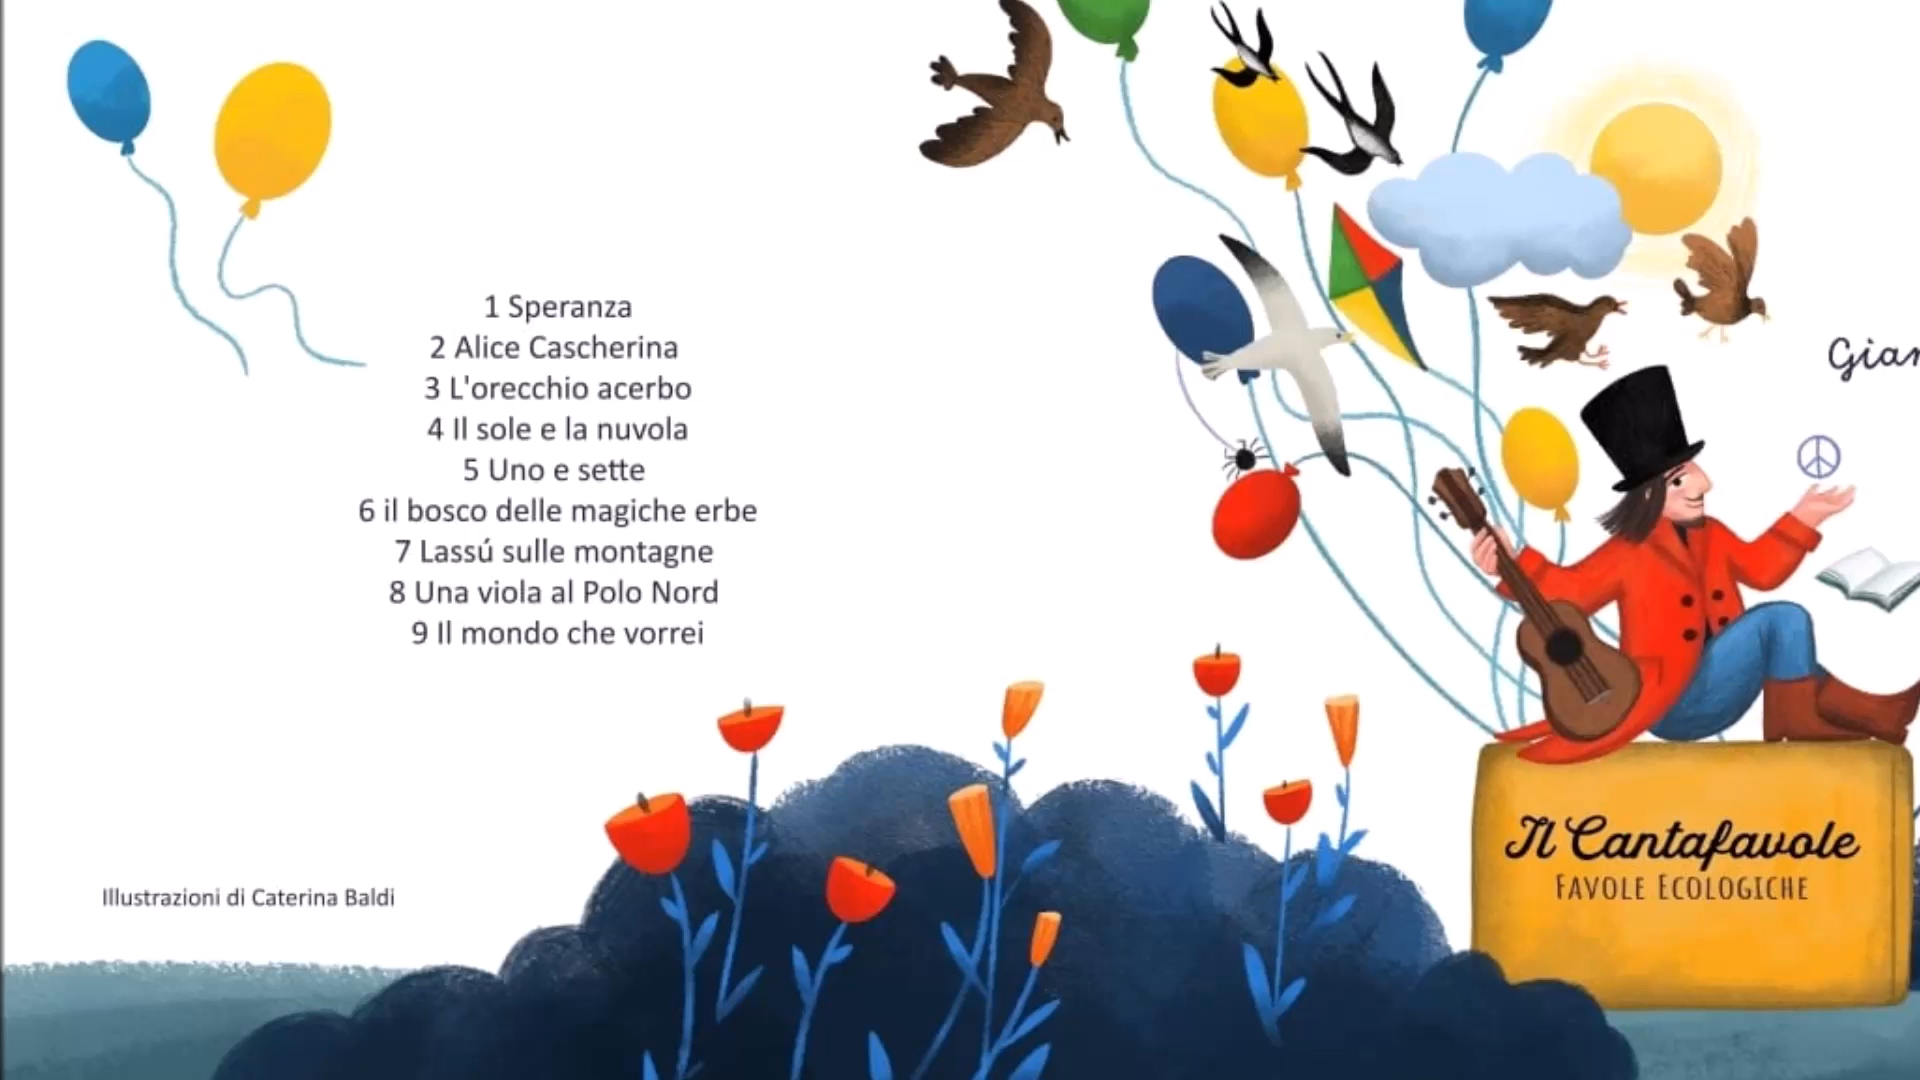 1 Speranza
2 Alice Cascherina
3 L'orecchio acerbo
4 Il sole e la nuvola
5 Uno e sette
6 il bosco delle magiche erbe
7 Lassú sulle montagne
8 Una viola al Polo Nord
9 Il mondo che vorrei
Illustrazioni di Caterina Baldi
Il Cantafavole
FAVOLE ECOLOGICHE